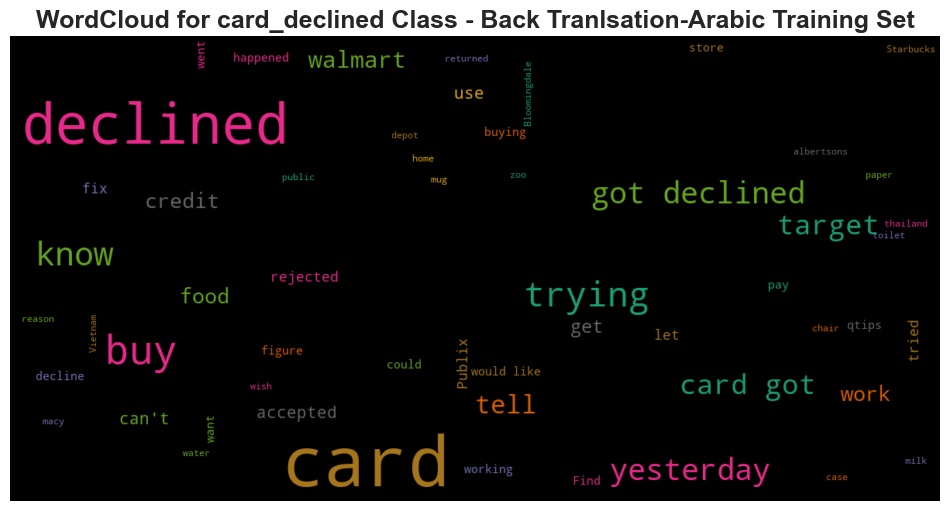 WordCloud for card_declined Class - Back Tranlsation-Arabic Training Set
went
happened
walmart
returned
store
Starbucks
use
Bloomingdale
declined
depot
buying
home
albertsons
public
mug
zoo
paper
fix
credit
got declined
target
thailand
toilet
know
rejected
food
trying
pay
reason
Vietnam
get
let
chair
qtips
tried
buy
figure
could
Publix
would like
decline
wish
card got
work
macy
can't
want
accepted
tell
water
card
working
Find
yesterday
case
milk